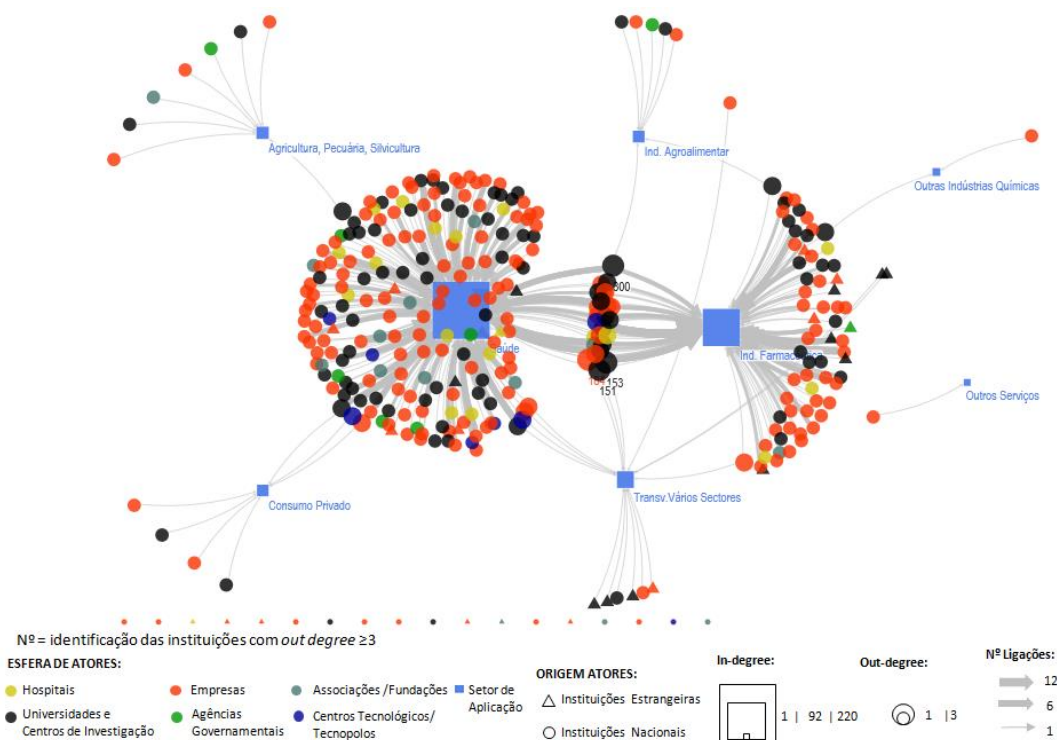 Agricultura, Pecuária, Silvicultura
Ind. Agroalimentar
Outras Indústrias Químicas
300
aúde
Ind. Farmacêutica
153
151
Outros Serviços
Consumo Privado
Transv.Vários Sectores
Nº = identificação das instituições com out degree ≥3
ESFERA DE ATORES:
Hospitais
Empresas
Associações /Fundações
Setor de
Aplicação
Universidades e
Centros de Investigação
Agências
Governamentais
Centros Tecnológicos/
Tecnopolos
ORIGEM ATORES:
Instituições Estrangeiras
Instituições Nacionais
In-degree:
1 | 92 | 220
Out-degree:
1 |3
Nº Ligações:
12
6
1